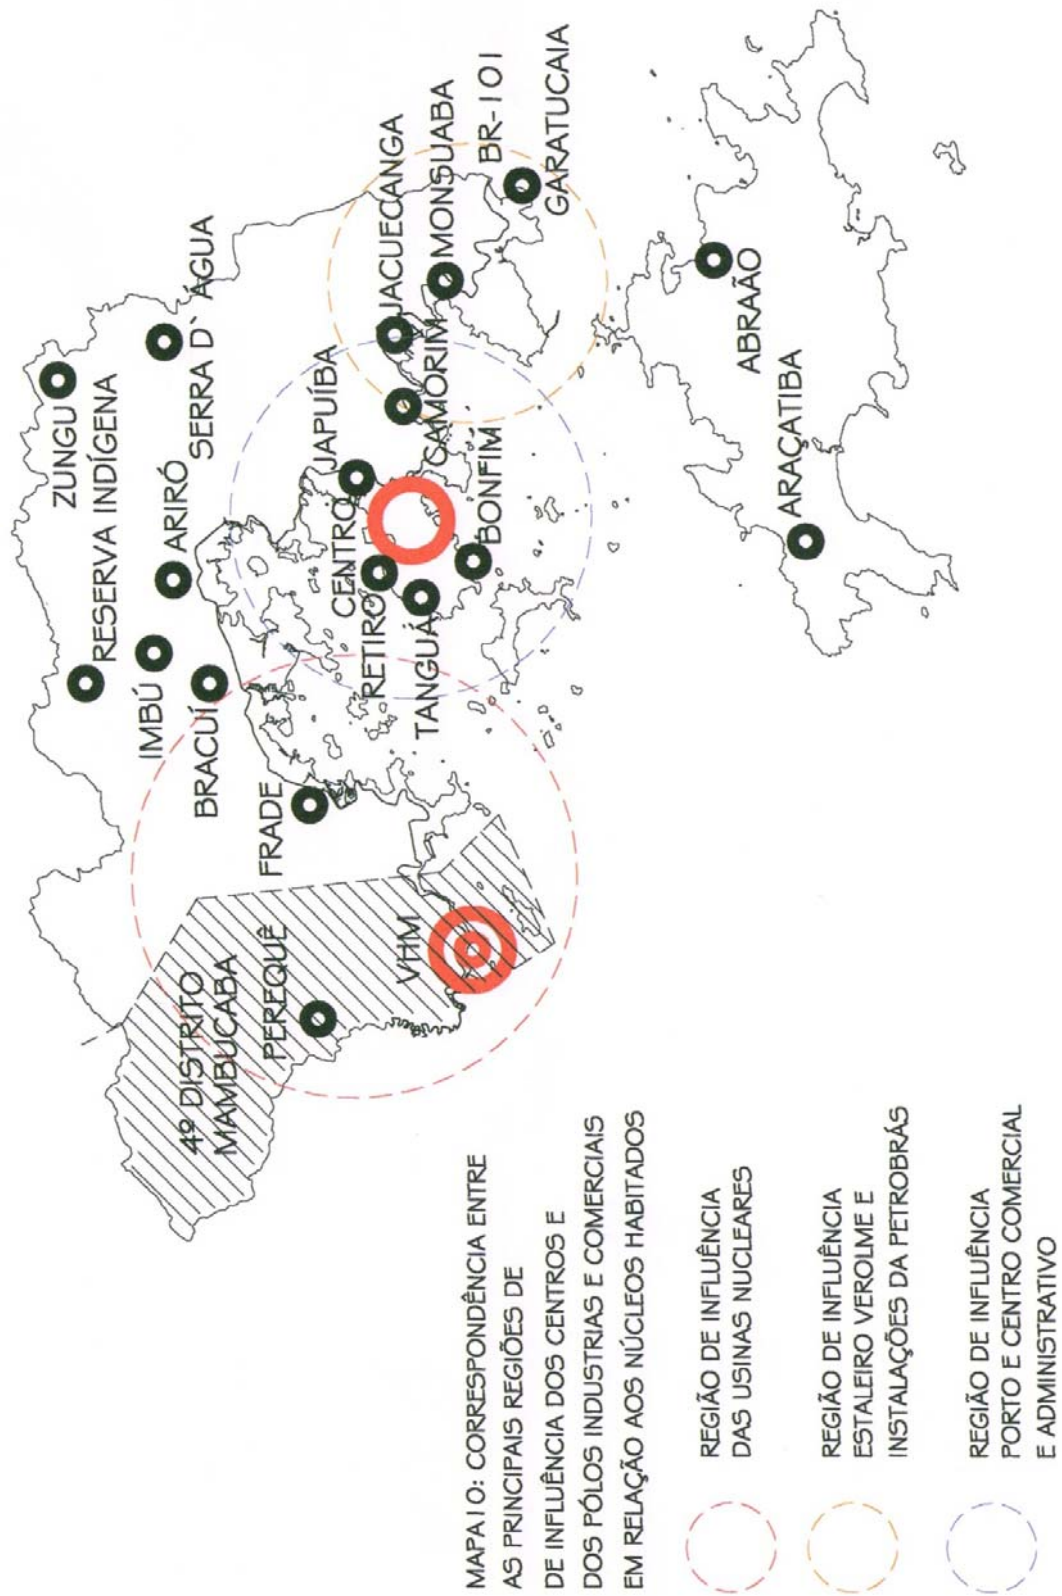 ZUNGU
RESERVA INDÍGENA
IMBÚ
ARIRÓ
SERRA D`ÁGUA
BRACUÍ
FRADE
4º DISTRITO
MAMBUCABA
PEREQUÊ
VHM
CENTRO
JAPUÍBA
RETIRO
TANGUÁ
BONFIM
CAMORIM
JACUECANGA
MONSUABA
BR-101
GARATUCAIA
ABRAÃO
ARAÇATIBA
MAPA10: CORRESPONDÊNCIA ENTRE
AS PRINCIPAIS REGIÕES DE
DE INFLUÊNCIA DOS CENTROS E
DOS PÓLOS INDUSTRIAS E COMERCIAIS
EM RELAÇÃO AOS NÚCLEOS HABITADOS
REGIÃO DE INFLUÊNCIA
DAS USINAS NUCLEARES
REGIÃO DE INFLUÊNCIA
ESTALEIRO VEROLME E
INSTALAÇÕES DA PETROBRÁS
REGIÃO DE INFLUÊNCIA
PORTO E CENTRO COMERCIAL
E ADMINISTRATIVO